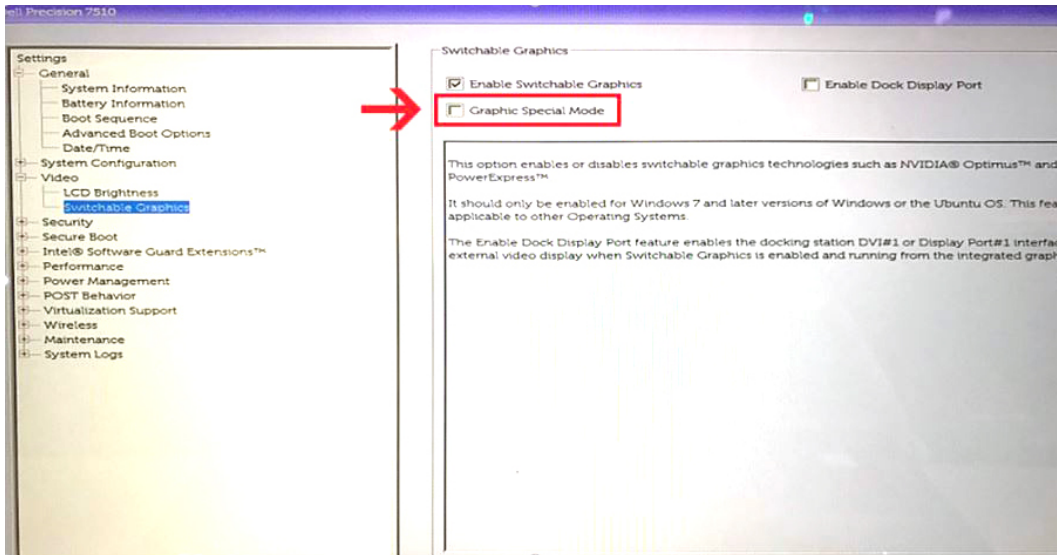 ell Precision 7510
Settings
General
System Information
Battery Information
Boot Sequence
Advanced Boot Options
Date/Time
System Configuration
Video
LCD Brightness
Switchable Graphics
Security
Secure Boot
Intel® Software Guard Extensions™
Performance
Power Management
POST Behavior
Virtualization Support
Wireless
Maintenance
System Logs
Switchable Graphics
Enable Switchable Graphics
Enable Dock Display Port
Graphic Special Mode
This option enables or disables switchable graphics technologies such as NVIDIA® Optimus™ and
PowerExpress™
It should only be enabled for Windows 7 and later versions of Windows or the Ubuntu OS. This fea
applicable to other Operating Systems.
The Enable Dock Display Port feature enables the docking station DVI#1 or Display Port#1 interfac
external video display when Switchable Graphics is enabled and running from the integrated graph